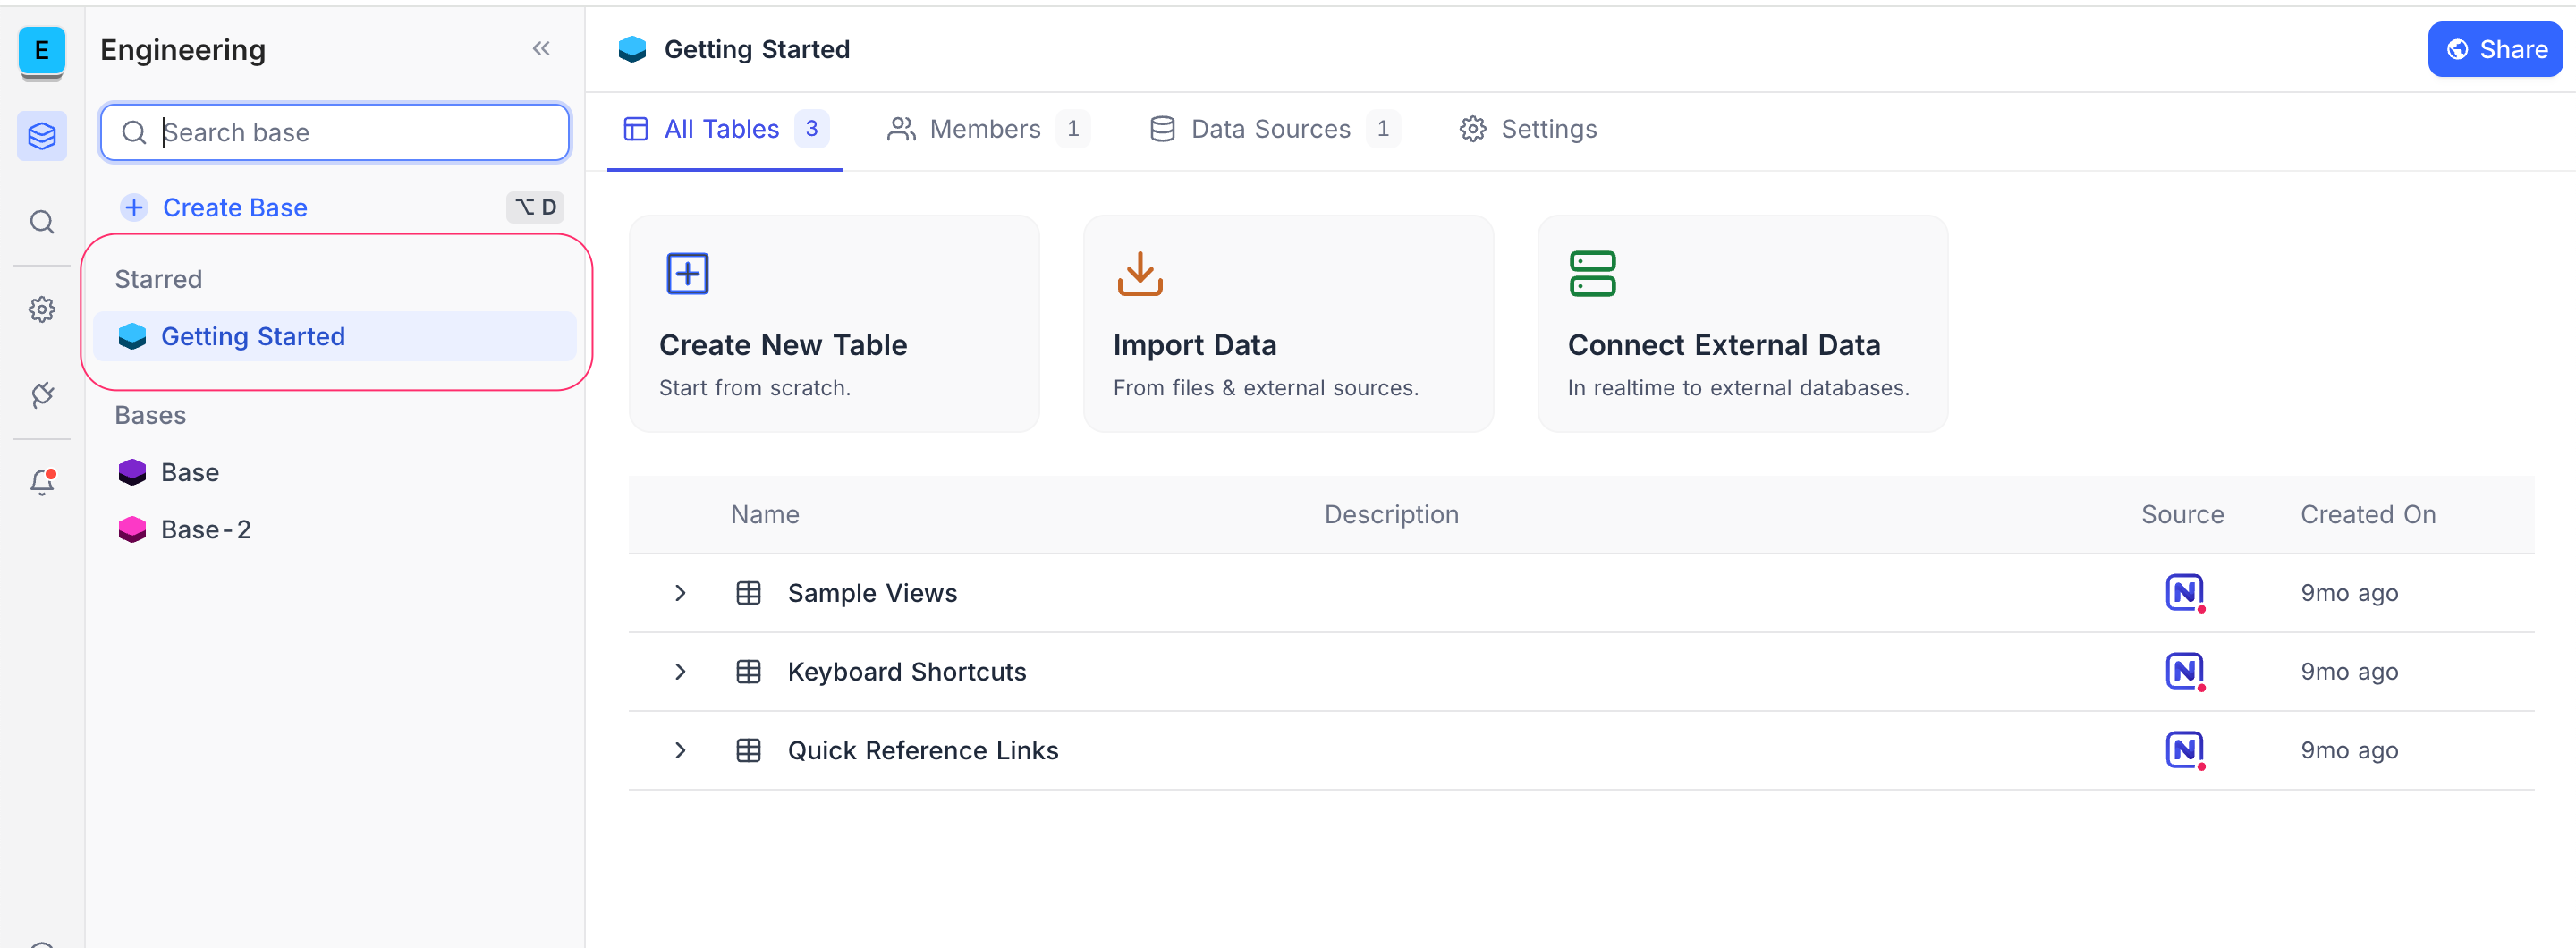 E
Engineering
Search base
Create Base
⌥ D
Starred
Getting Started
Bases
Base
Base-2
Getting Started
Share
All Tables 3
Members 1
Data Sources 1
Settings
Create New Table
Start from scratch.
Import Data
From files & external sources.
Connect External Data
In realtime to external databases.
Name Description Source Created On
Sample Views N 9mo ago
Keyboard Shortcuts N 9mo ago
Quick Reference Links N 9mo ago